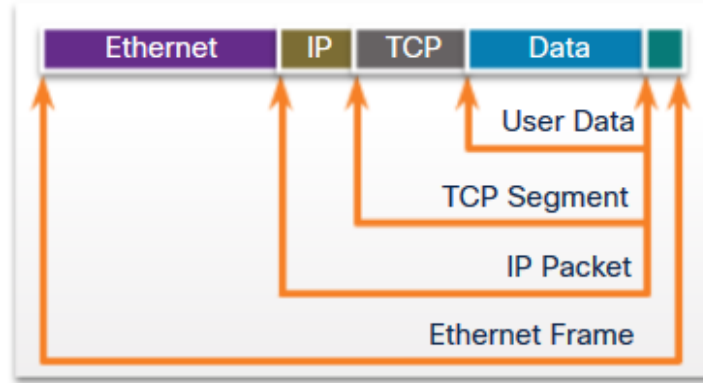 Ethernet IP TCP Data
User Data
TCP Segment
IP Packet
Ethernet Frame